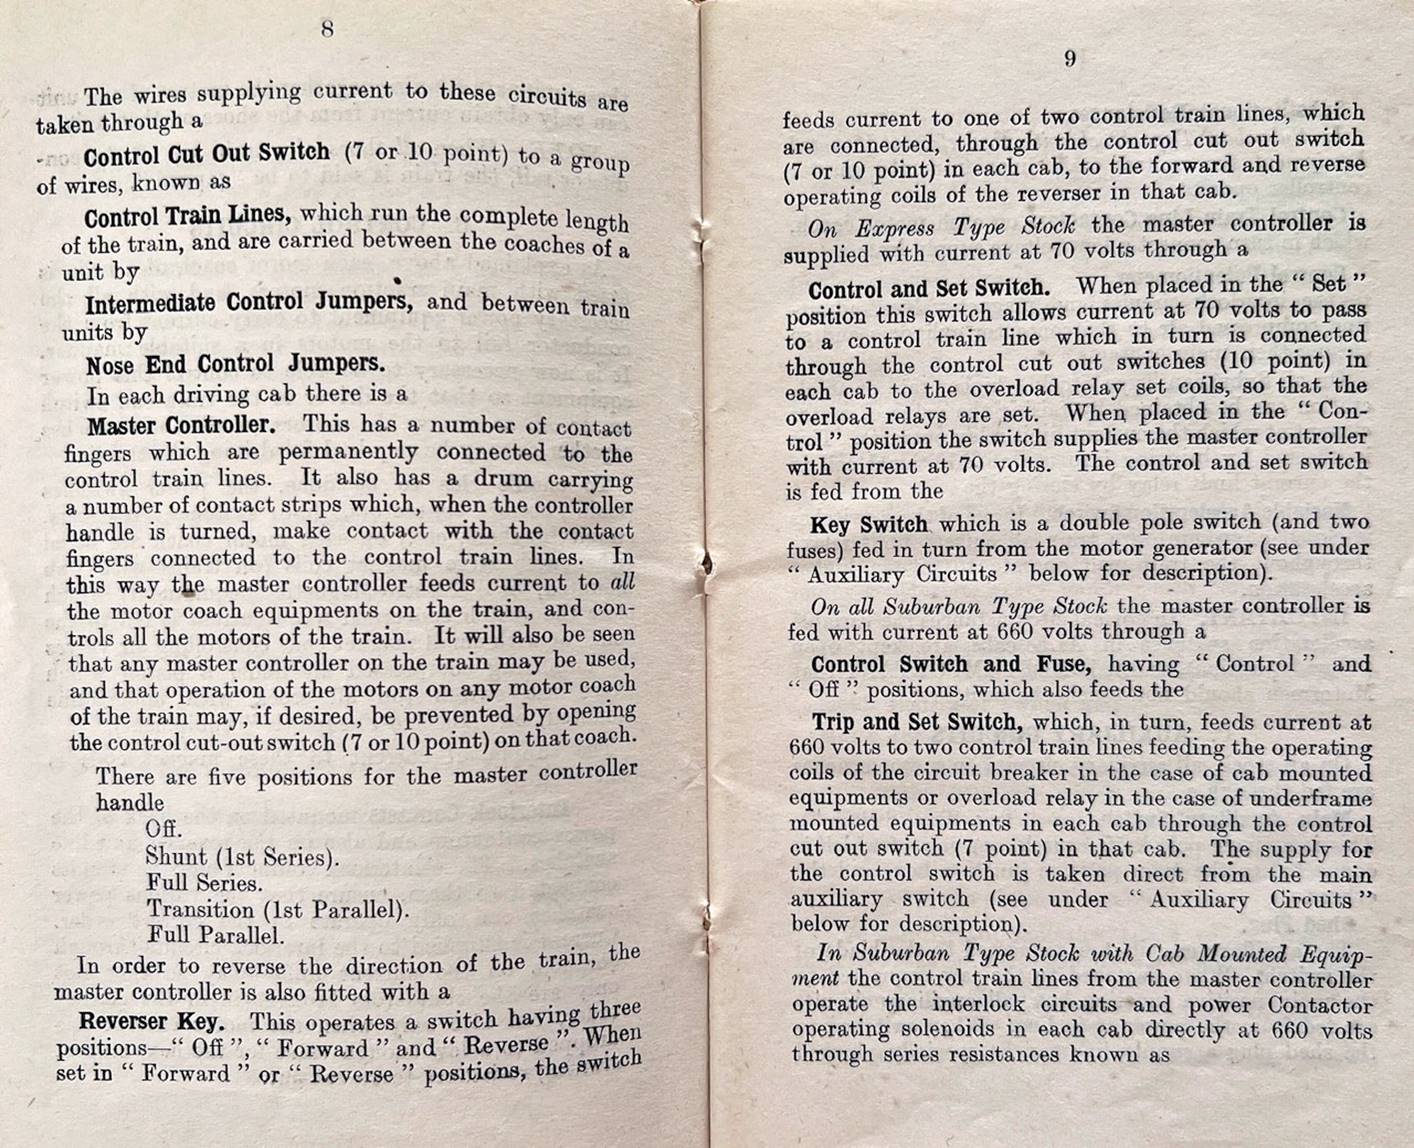 8
The wires supplying current to these circuits are
taken through a
Control Cut Out Switch (7 or 10 point) to a group
of wires, known as
Control Train Lines, which run the complete length
of the train, and are carried between the coaches of a
unit by
Intermediate Control Jumpers, and between train
units by
Nose End Control Jumpers.
In each driving cab there is a
Master Controller. This has a number of contact
fingers which are permanently connected to the
control train lines. It also has a drum carrying
a number of contact strips which, when the controller
handle is turned, make contact with the contact
fingers connected to the control train lines. In
this way the master controller feeds current to all
the motor coach equipments on the train, and con-
trols all the motors of the train. It will also be seen
that any master controller on the train may be used,
and that operation of the motors on any motor coach
of the train may, if desired, be prevented by opening
the control cut-out switch (7 or 10 point) on that coach.
There are five positions for the master controller
handle
Off.
Shunt (1st Series).
Full Series.
Transition (1st Parallel).
Full Parallel.
In order to reverse the direction of the train, the
master controller is also fitted with a
Reverser Key. This operates a switch having three
positions—“ Off ”, “ Forward ” and “ Reverse ”. When
set in “ Forward ” or “ Reverse ” positions, the switch
9
feeds current to one of two control train lines, which
are connected, through the control cut out switch
(7 or 10 point) in each cab, to the forward and reverse
operating coils of the reverser in that cab.
On Express Type Stock the master controller is
supplied with current at 70 volts through a
Control and Set Switch. When placed in the “ Set ”
position this switch allows current at 70 volts to pass
to a control train line which in turn is connected
through the control cut out switches (10 point) in
each cab to the overload relay set coils, so that the
overload relays are set. When placed in the “ Con-
trol ” position the switch supplies the master controller
with current at 70 volts. The control and set switch
is fed from the
Key Switch which is a double pole switch (and two
fuses) fed in turn from the motor generator (see under
“ Auxiliary Circuits ” below for description).
On all Suburban Type Stock the master controller is
fed with current at 660 volts through a
Control Switch and Fuse, having “ Control ” and
“ Off ” positions, which also feeds the
Trip and Set Switch, which, in turn, feeds current at
660 volts to two control train lines feeding the operating
coils of the circuit breaker in the case of cab mounted
equipments or overload relay in the case of underframe
mounted equipments in each cab through the control
cut out switch (7 point) in that cab. The supply for
the control switch is taken direct from the main
auxiliary switch (see under “ Auxiliary Circuits ”
below for description).
In Suburban Type Stock with Cab Mounted Equip-
ment the control train lines from the master controller
operate the interlock circuits and power Contactor
operating solenoids in each cab directly at 660 volts
through series resistances known as